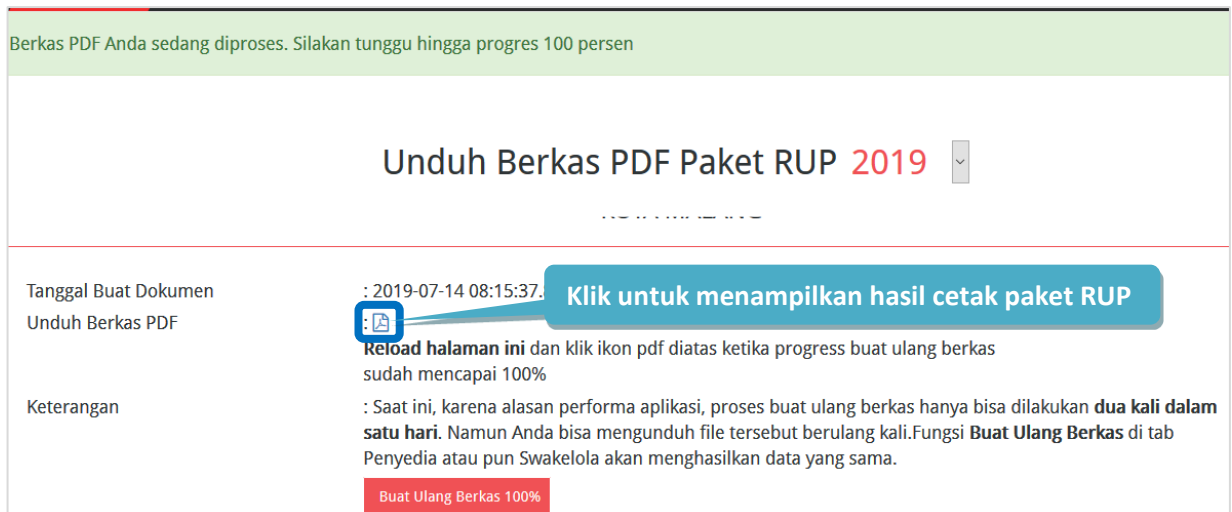 Berkas PDF Anda sedang diproses. Silakan tunggu hingga progres 100 persen
Unduh Berkas PDF Paket RUP 2019
Tanggal Buat Dokumen : 2019-07-14 08:15:37.
Klik untuk menampilkan hasil cetak paket RUP
Unduh Berkas PDF :
Reload halaman ini dan klik ikon pdf diatas ketika progress buat ulang berkas
sudah mencapai 100%
Keterangan : Saat ini, karena alasan performa aplikasi, proses buat ulang berkas hanya bisa dilakukan dua kali dalam
satu hari. Namun Anda bisa mengunduh file tersebut berulang kali.Fungsi Buat Ulang Berkas di tab
Penyedia atau pun Swakelola akan menghasilkan data yang sama.
Buat Ulang Berkas 100%